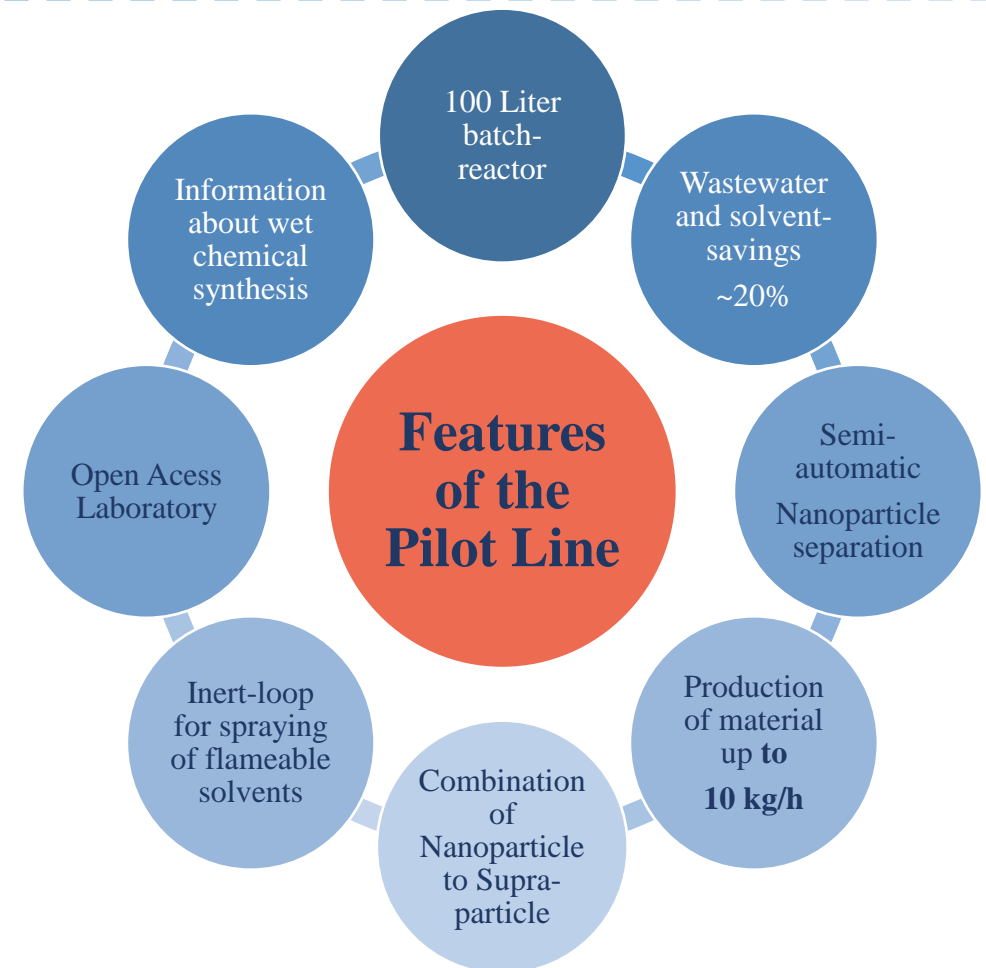 100 Liter
batch-
reactor
Wastewater
and solvent-
savings
~20%
Semi-
automatic
Nanoparticle
separation
Production
of material
up to
10 kg/h
Combination
of
Nanoparticle
to Supra-
particle
Inert-loop
for spraying
of flameable
solvents
Open Acess
Laboratory
Information
about wet
chemical
synthesis
Features
of the
Pilot Line